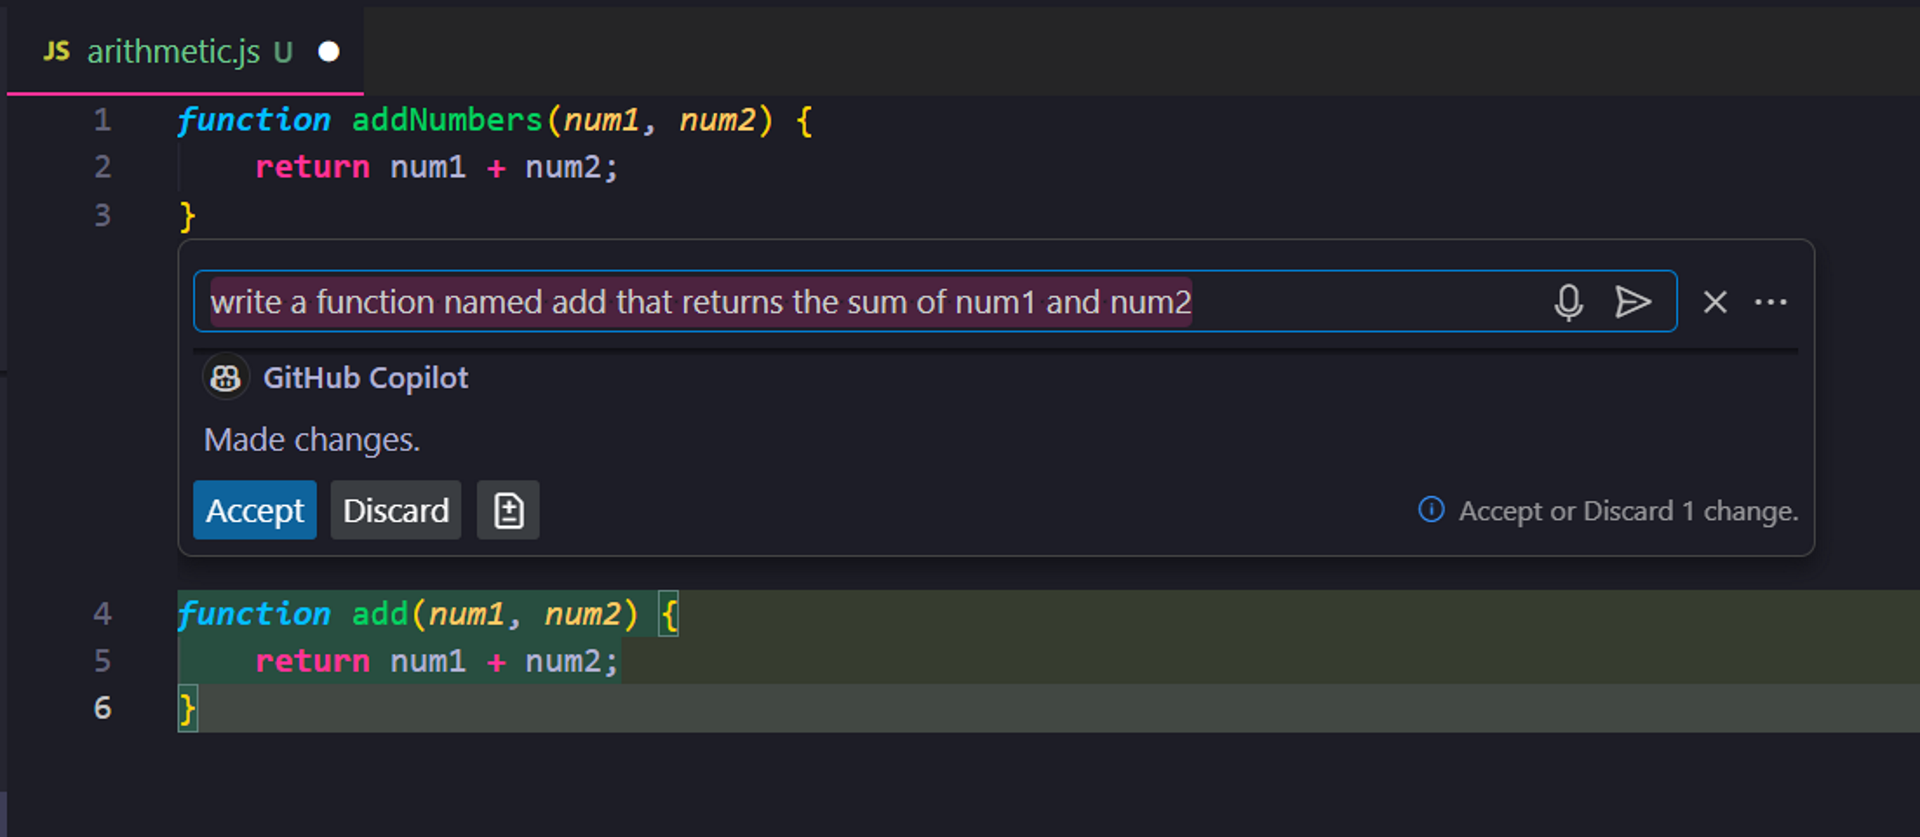 JS arithmetic.js U
1 function addNumbers(num1, num2) {
2     return num1 + num2;
3 }
write a function named add that returns the sum of num1 and num2
GitHub Copilot
Made changes.
Accept Discard Accept or Discard 1 change.
4 function add(num1, num2) {
5     return num1 + num2;
6 }